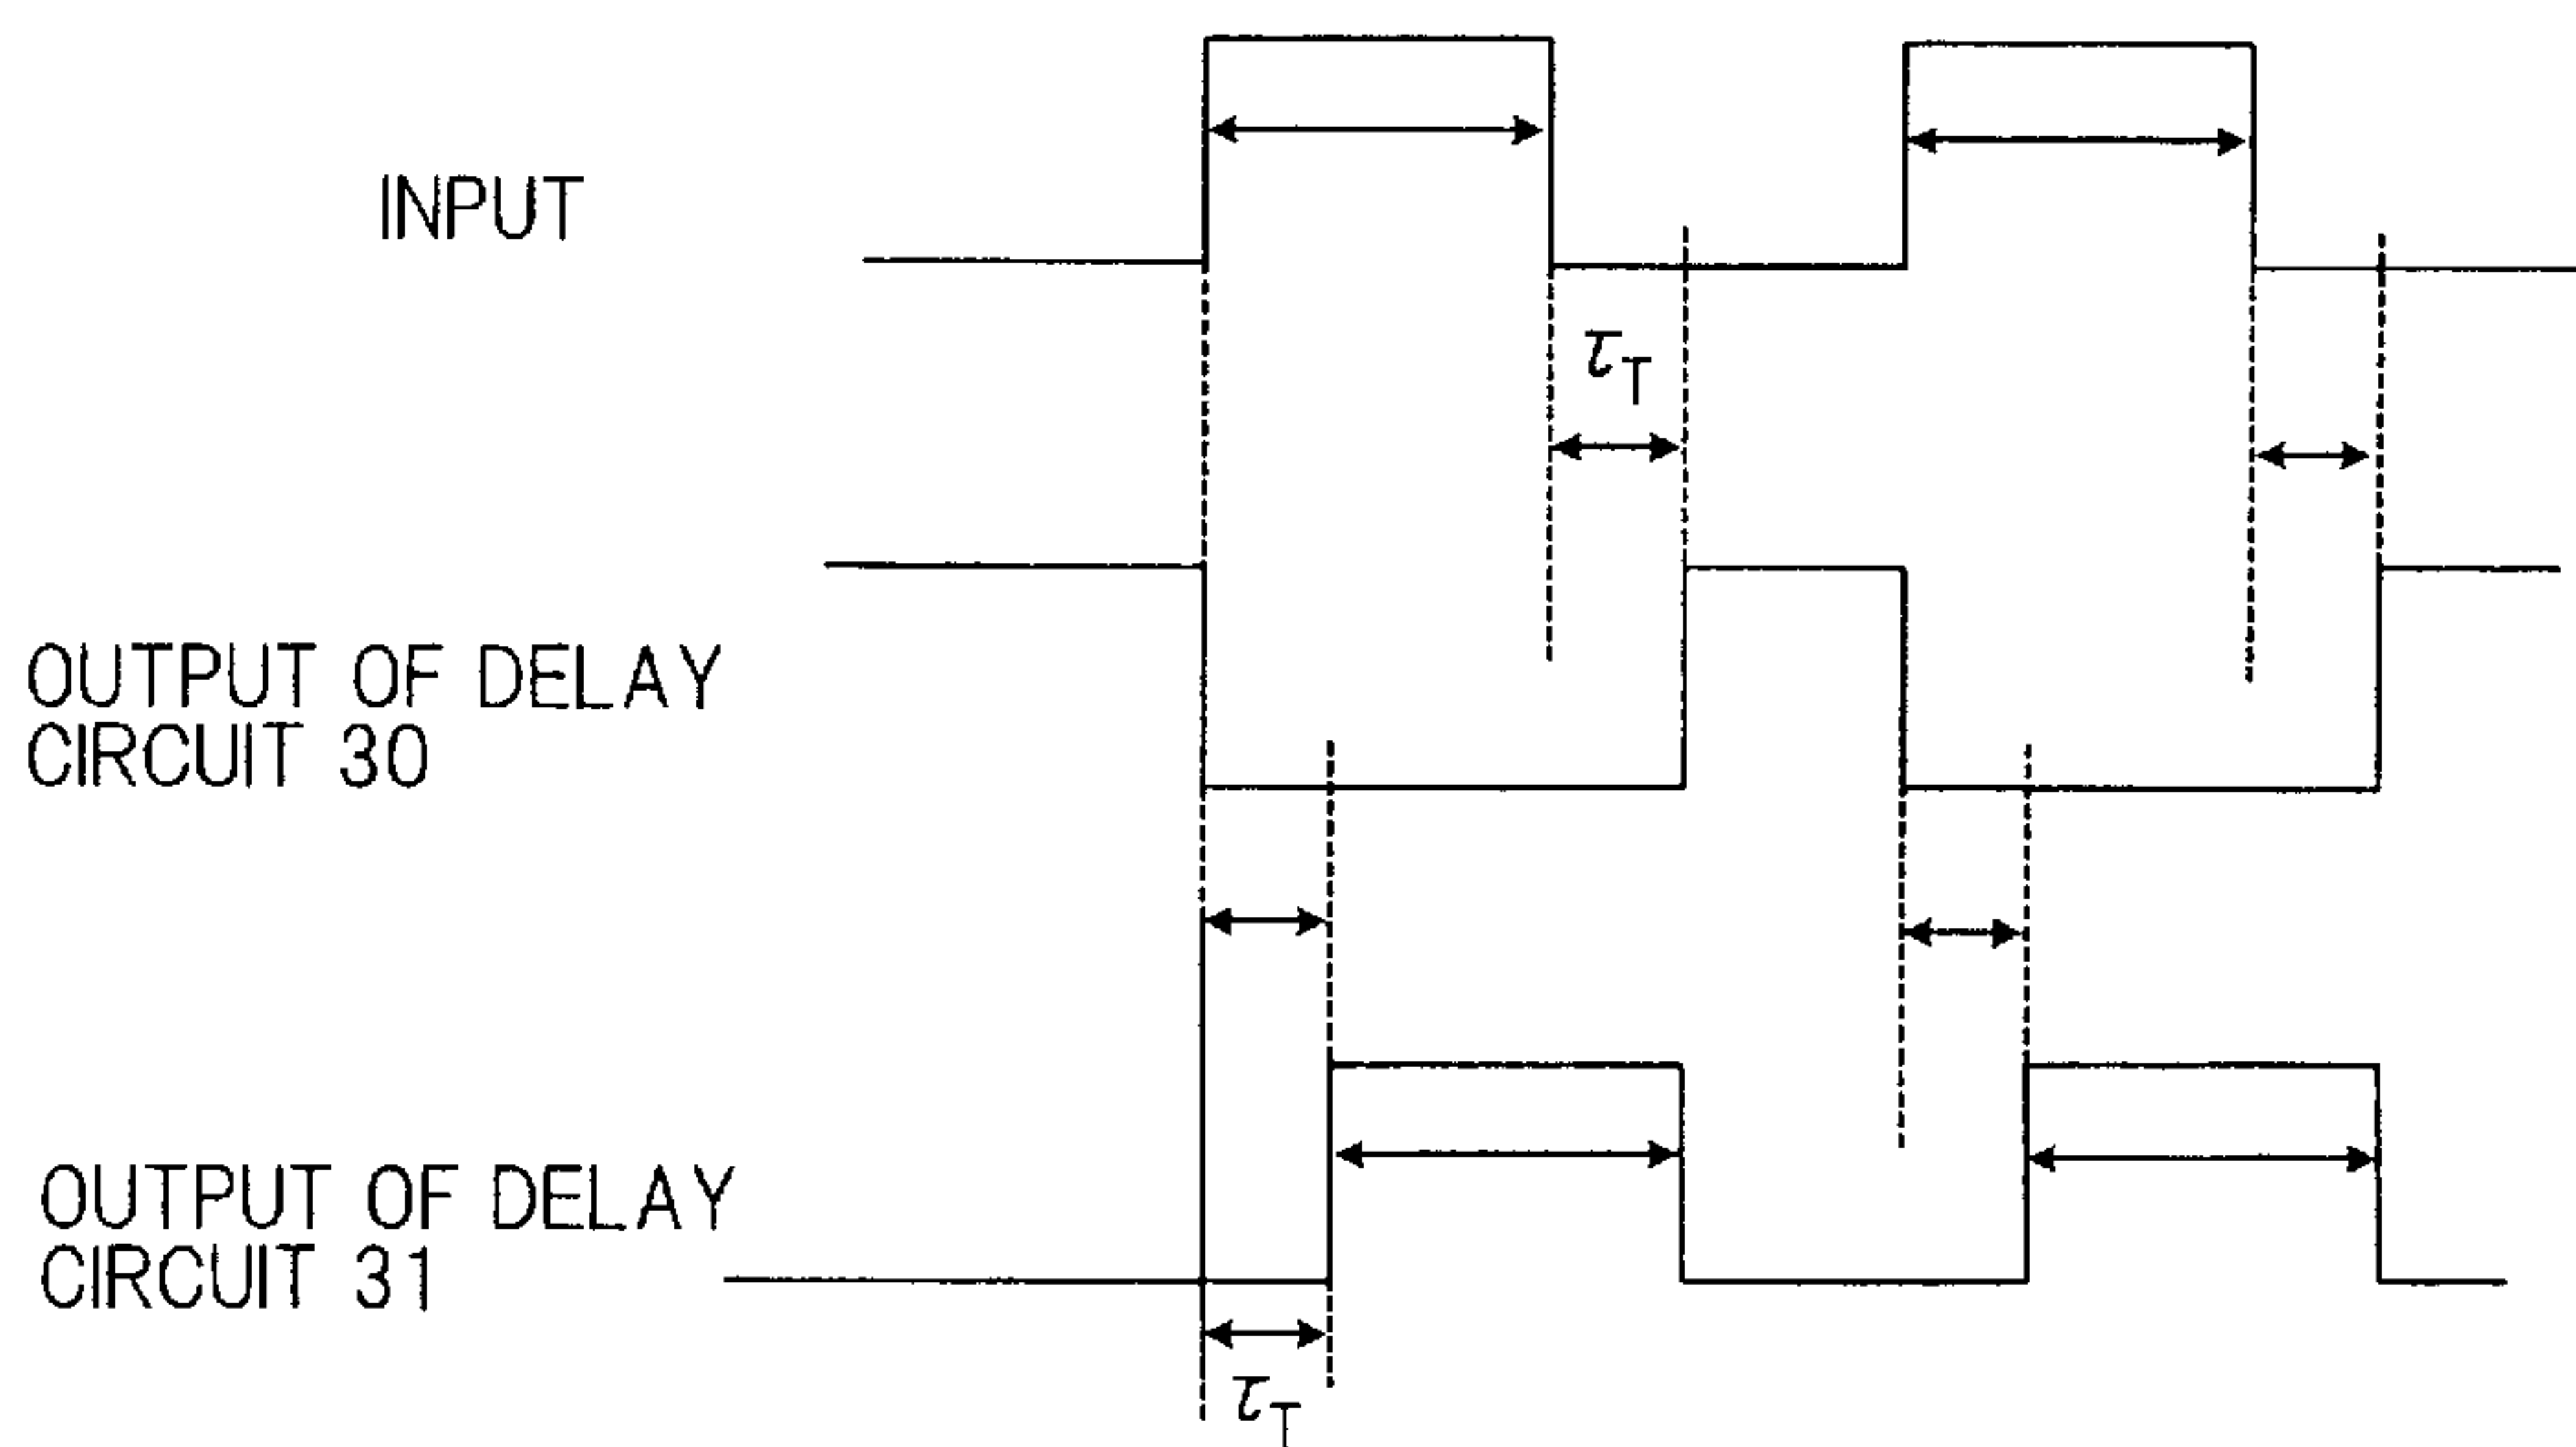 INPUT
τT
OUTPUT OF DELAY
CIRCUIT 30
OUTPUT OF DELAY
CIRCUIT 31
τT